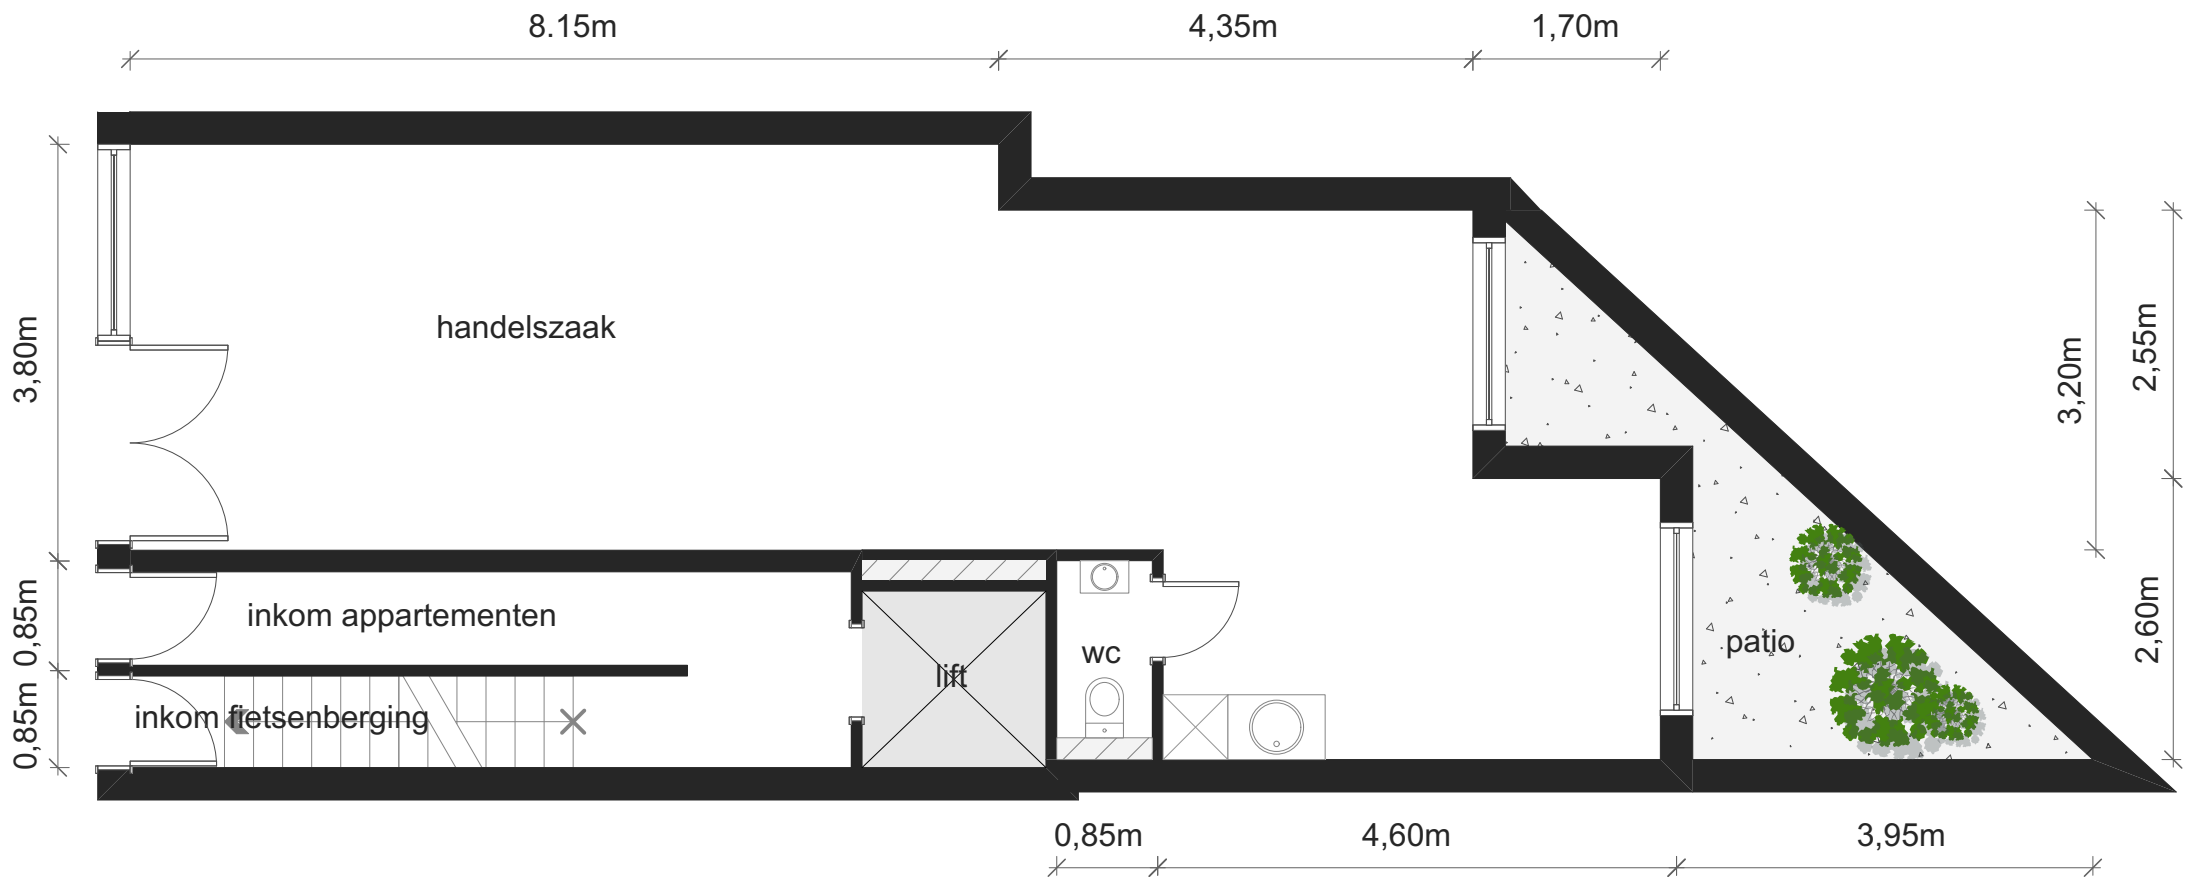 8.15m
4,35m
1,70m
3,80m
handelszaak
3,20m
2,55m
0,85m
inkom appartementen
2,60m
patio
wc
lift
0,85m
inkom fietsenberging
0,85m
4,60m
3,95m